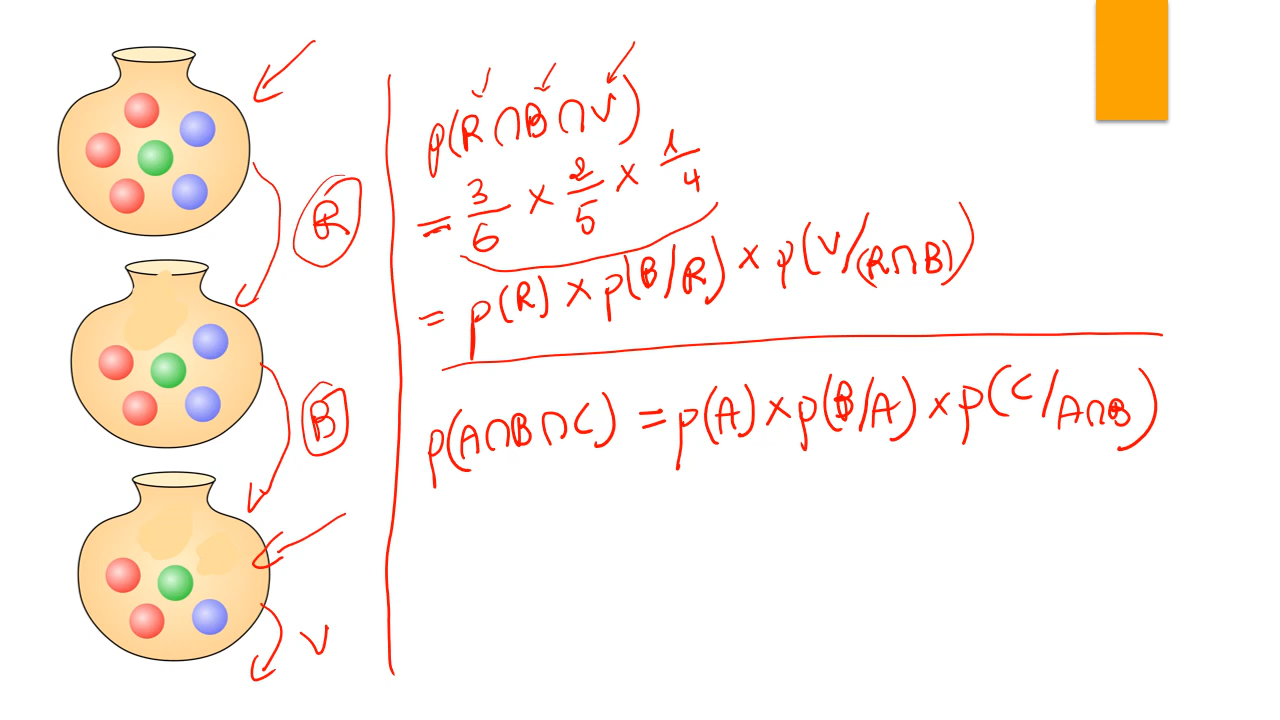 R
B
V
p(R∩B∩V)
= 3/6 × 2/5 × 1/4
= p(R) × p(B/R) × p(V/(R∩B))
p(A∩B∩C) = p(A) × p(B/A) × p(C/A∩B)